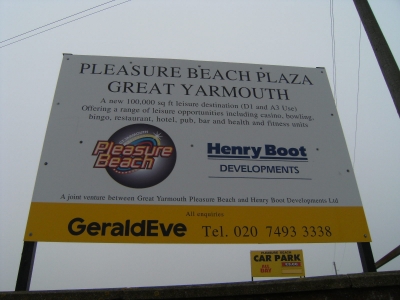 PLEASURE BEACH PLAZA
GREAT YARMOUTH
A new 100,000 sq ft leisure destination (D1 and A3 Use)
Offering a range of leisure opportunities including casino, bowling,
bingo, restaurant, hotel, pub, bar and health and fitness units
Pleasure
Beach
Henry Boot
DEVELOPMENTS
A joint venture between Great Yarmouth Pleasure Beach and Henry Boot Developments Ltd
All enquiries
GeraldEve Tel. 020 7493 3338
PLEASURE BEACH
CAR PARK
DAY